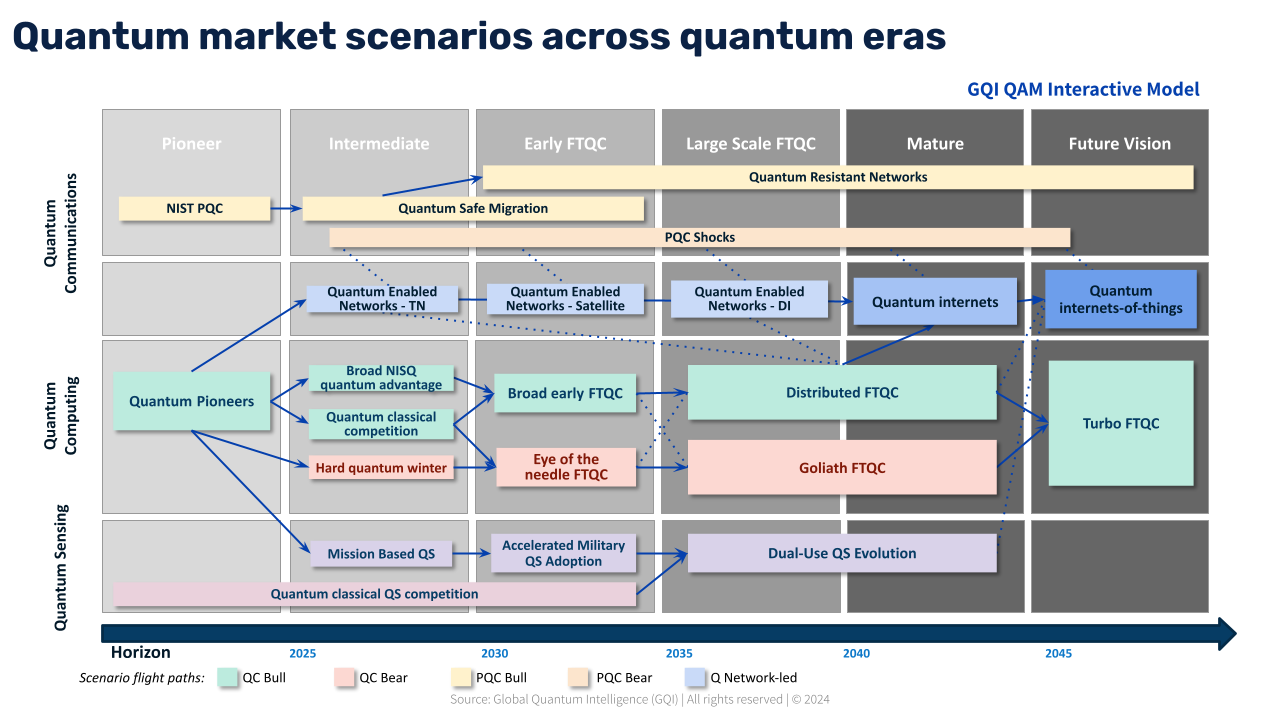 Quantum market scenarios across quantum eras
GQI QAM Interactive Model
Pioneer
Intermediate
Early FTQC
Large Scale FTQC
Mature
Future Vision
Quantum
Communications
Quantum Resistant Networks
NIST PQC
Quantum Safe Migration
PQC Shocks
Quantum Enabled
Networks - TN
Quantum Enabled
Networks - Satellite
Quantum Enabled
Networks - DI
Quantum internets
Quantum
internets-of-things
Quantum
Computing
Quantum Pioneers
Broad NISQ
quantum advantage
Quantum classical
competition
Hard quantum winter
Broad early FTQC
Eye of the
needle FTQC
Distributed FTQC
Goliath FTQC
Turbo FTQC
Quantum Sensing
Mission Based QS
Accelerated Military
QS Adoption
Dual-Use QS Evolution
Quantum classical QS competition
Horizon
2025
2030
2035
2040
2045
Scenario flight paths:
QC Bull
QC Bear
PQC Bull
PQC Bear
Q Network-led
Source: Global Quantum Intelligence (GQI) | All rights reserved | © 2024